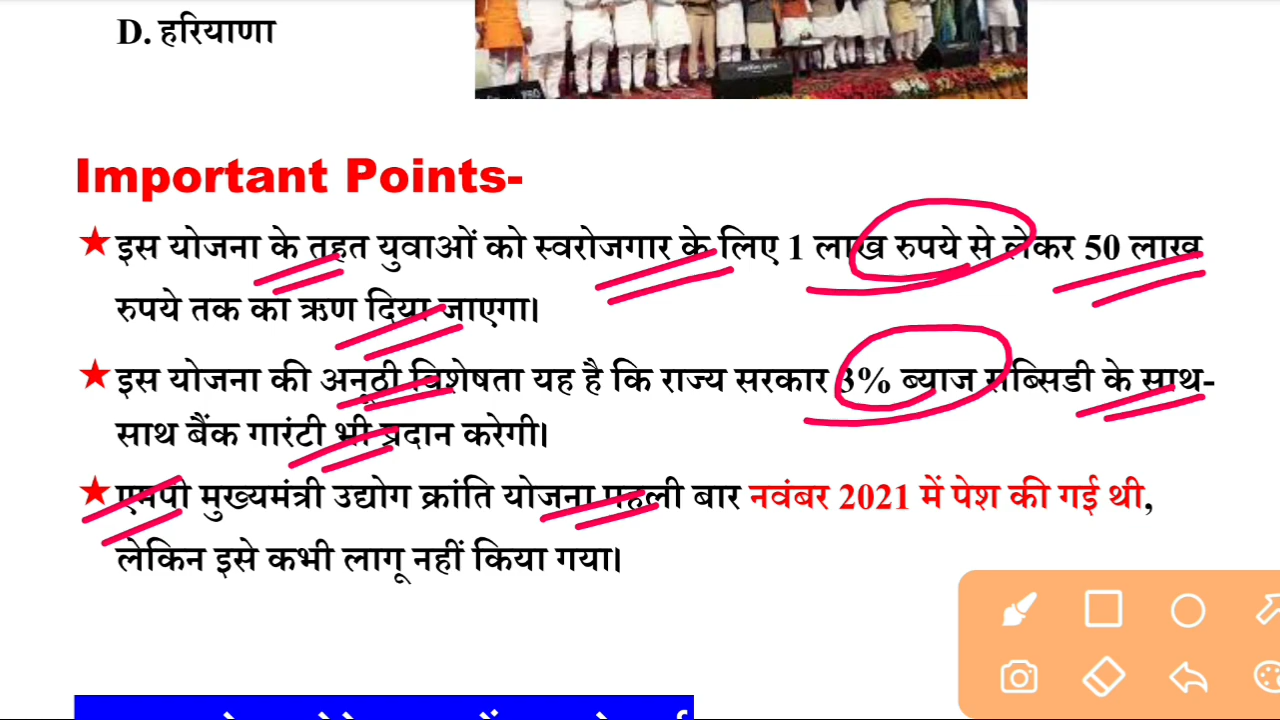 D. हरियाणा
Important Points-
इस योजना के तहत युवाओं को स्वरोजगार के लिए 1 लाख रुपये से लेकर 50 लाख
रुपये तक का ऋण दिया जाएगा।
इस योजना की अनूठी विशेषता यह है कि राज्य सरकार 3% ब्याज सब्सिडी के साथ-
साथ बैंक गारंटी भी प्रदान करेगी।
एमपी मुख्यमंत्री उद्योग क्रांति योजना पहली बार नवंबर 2021 में पेश की गई थी,
लेकिन इसे कभी लागू नहीं किया गया।